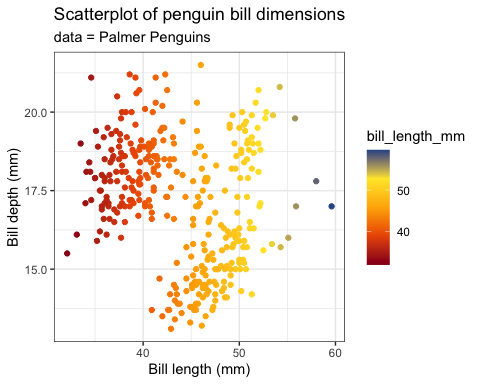 Scatterplot of penguin bill dimensions
data = Palmer Penguins
20.0
17.5
15.0
Bill depth (mm)
40
50
60
Bill length (mm)
bill_length_mm
50
40